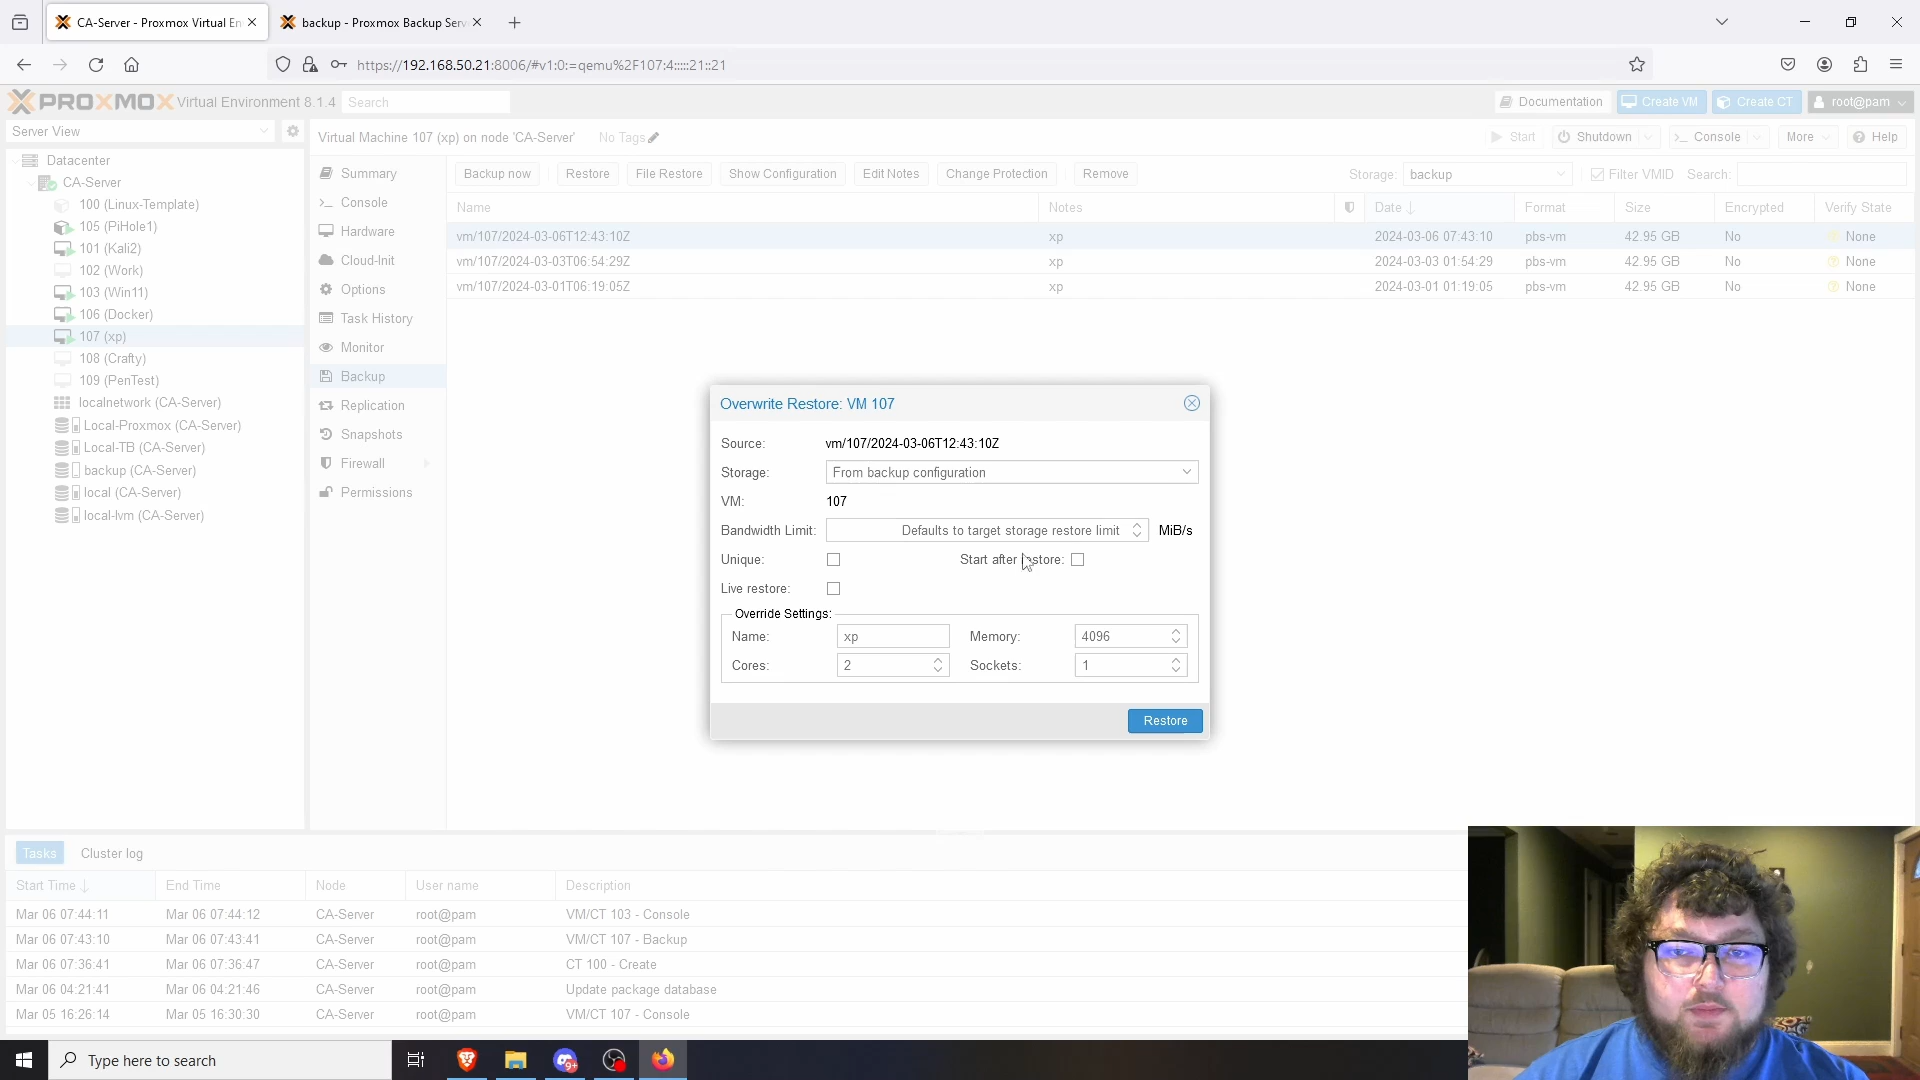 CA-Server - Proxmox Virtual En
backup - Proxmox Backup Serv
https://192.168.50.21:8006/#v1:0:=qemu%2F107:4:::::21::21
PROXMOX Virtual Environment 8.1.4
Search
Documentation
Create VM
Create CT
root@pam
Server View
Virtual Machine 107 (xp) on node 'CA-Server'
No Tags
Start
Shutdown
Console
More
Help
Datacenter
CA-Server
100 (Linux-Template)
105 (PiHole1)
101 (Kali2)
102 (Work)
103 (Win11)
106 (Docker)
107 (xp)
108 (Crafty)
109 (PenTest)
localnetwork (CA-Server)
Local-Proxmox (CA-Server)
Local-TB (CA-Server)
backup (CA-Server)
local (CA-Server)
local-lvm (CA-Server)
Summary
Console
Hardware
Cloud-Init
Options
Task History
Monitor
Backup
Replication
Snapshots
Firewall
Permissions
Backup now
Restore
File Restore
Show Configuration
Edit Notes
Change Protection
Remove
Storage: backup
Filter VMID
Search:
Name Notes Date Format Size Encrypted Verify State
vm/107/2024-03-06T12:43:10Z xp 2024-03-06 07:43:10 pbs-vm 42.95 GB No None
vm/107/2024-03-03T06:54:29Z xp 2024-03-03 01:54:29 pbs-vm 42.95 GB No None
vm/107/2024-03-01T06:19:05Z xp 2024-03-01 01:19:05 pbs-vm 42.95 GB No None
Overwrite Restore: VM 107
Source: vm/107/2024-03-06T12:43:10Z
Storage: From backup configuration
VM: 107
Bandwidth Limit: Defaults to target storage restore limit MiB/s
Unique: Start after restore:
Live restore:
Override Settings:
Name: xp Memory: 4096
Cores: 2 Sockets: 1
Restore
Tasks Cluster log
Start Time End Time Node User name Description
Mar 06 07:44:11 Mar 06 07:44:12 CA-Server root@pam VM/CT 103 - Console
Mar 06 07:43:10 Mar 06 07:43:41 CA-Server root@pam VM/CT 107 - Backup
Mar 06 07:36:41 Mar 06 07:36:47 CA-Server root@pam CT 100 - Create
Mar 06 04:21:41 Mar 06 04:21:46 CA-Server root@pam Update package database
Mar 05 16:26:14 Mar 05 16:30:30 CA-Server root@pam VM/CT 107 - Console
Type here to search
9+